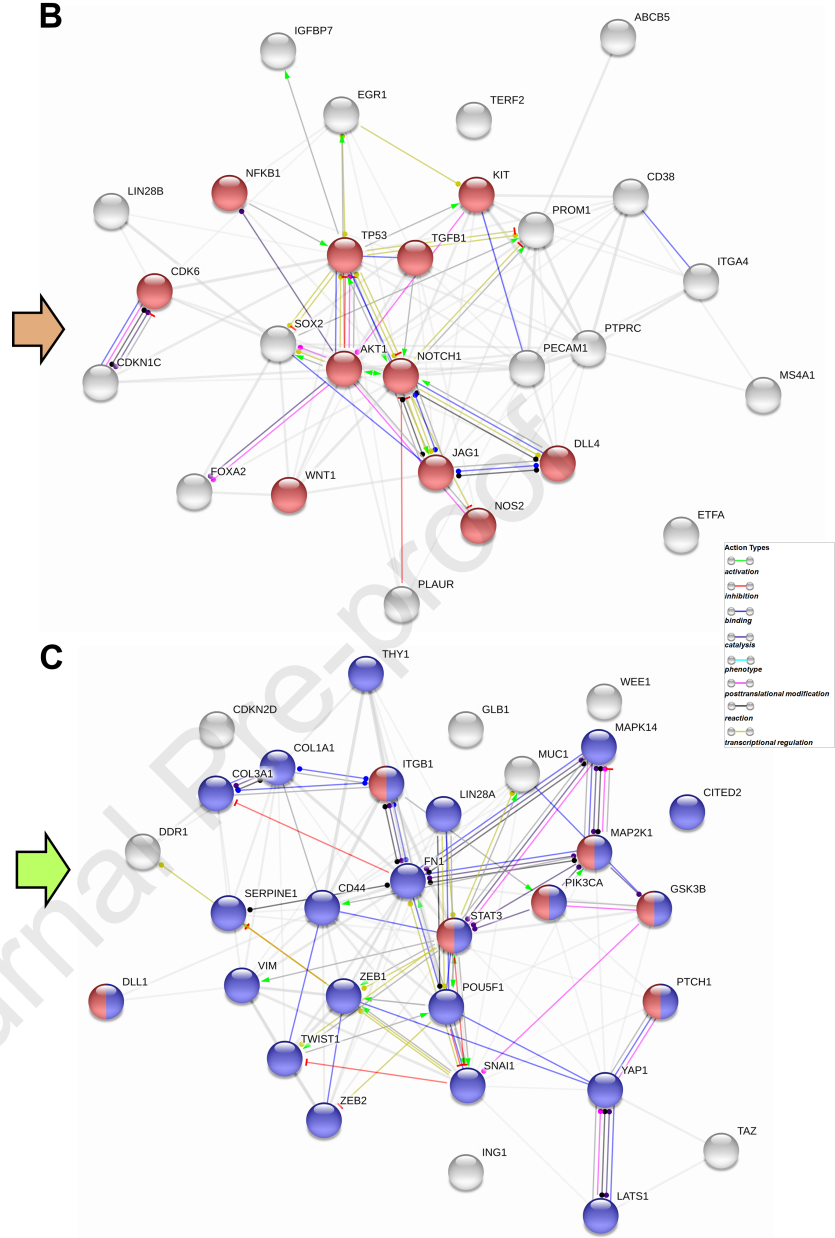 B
IGFBP7
ABCB5
EGR1
TERF2
NFKB1
KIT
CD38
LIN28B
PROM1
TP53
TGFB1
CDK6
ITGA4
SOX2
PTPRC
AKT1
NOTCH1
PECAM1
CDKN1C
MS4A1
JAG1
DLL4
FOXA2
WNT1
NOS2
ETFA
PLAUR
Action Types
activation
inhibition
binding
catalysis
phenotype
posttranslational modification
reaction
transcriptional regulation
C
THY1
WEE1
CDKN2D
GLB1
MAPK14
COL1A1
MUC1
COL3A1
ITGB1
LIN28A
CITED2
DDR1
MAP2K1
FN1
PIK3CA
SERPINE1
CD44
GSK3B
STAT3
VIM
ZEB1
POU5F1
DLL1
PTCH1
TWIST1
SNAI1
YAP1
ZEB2
TAZ
ING1
LATS1
rnal Pre-proof